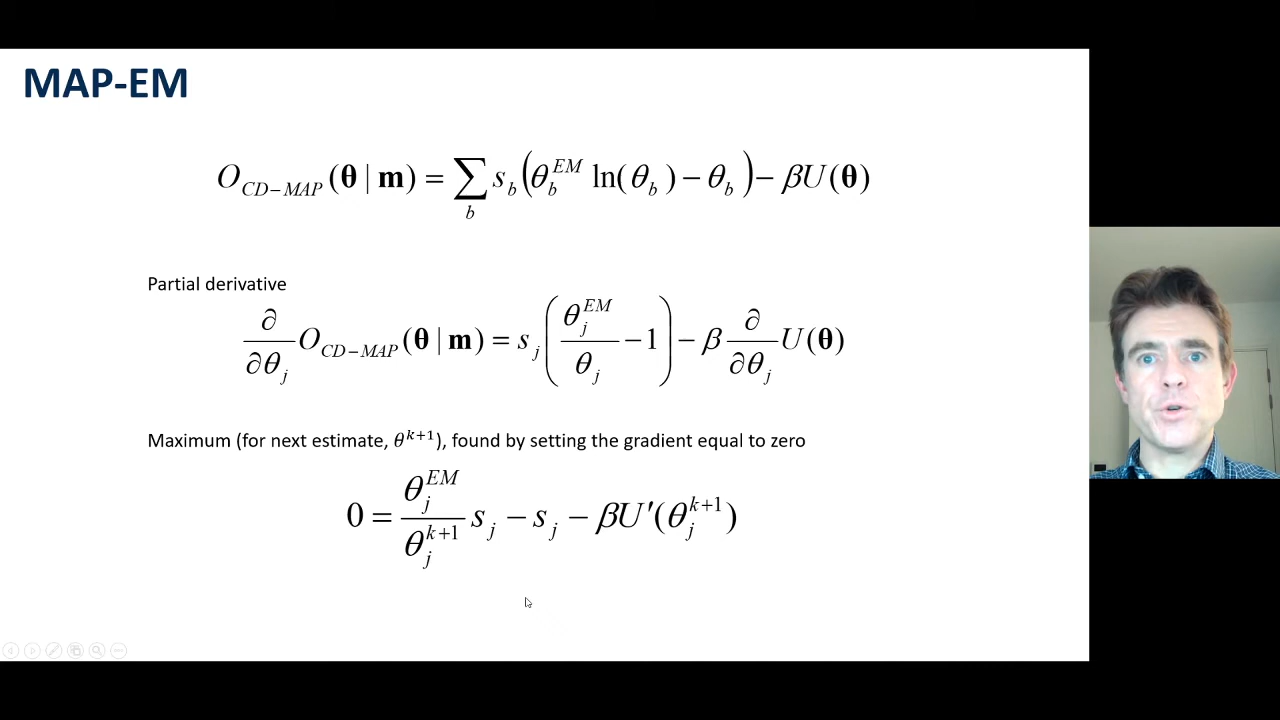 MAP-EM
O_{CD-MAP}(θ | m) = ∑_b s_b (θ_b^{EM} ln(θ_b) − θ_b) − βU(θ)
Partial derivative
∂/∂θ_j O_{CD-MAP}(θ | m) = s_j (θ_j^{EM}/θ_j − 1) − β ∂/∂θ_j U(θ)
Maximum (for next estimate, θ^{k+1}), found by setting the gradient equal to zero
0 = θ_j^{EM}/θ_j^{k+1} s_j − s_j − βU′(θ_j^{k+1})